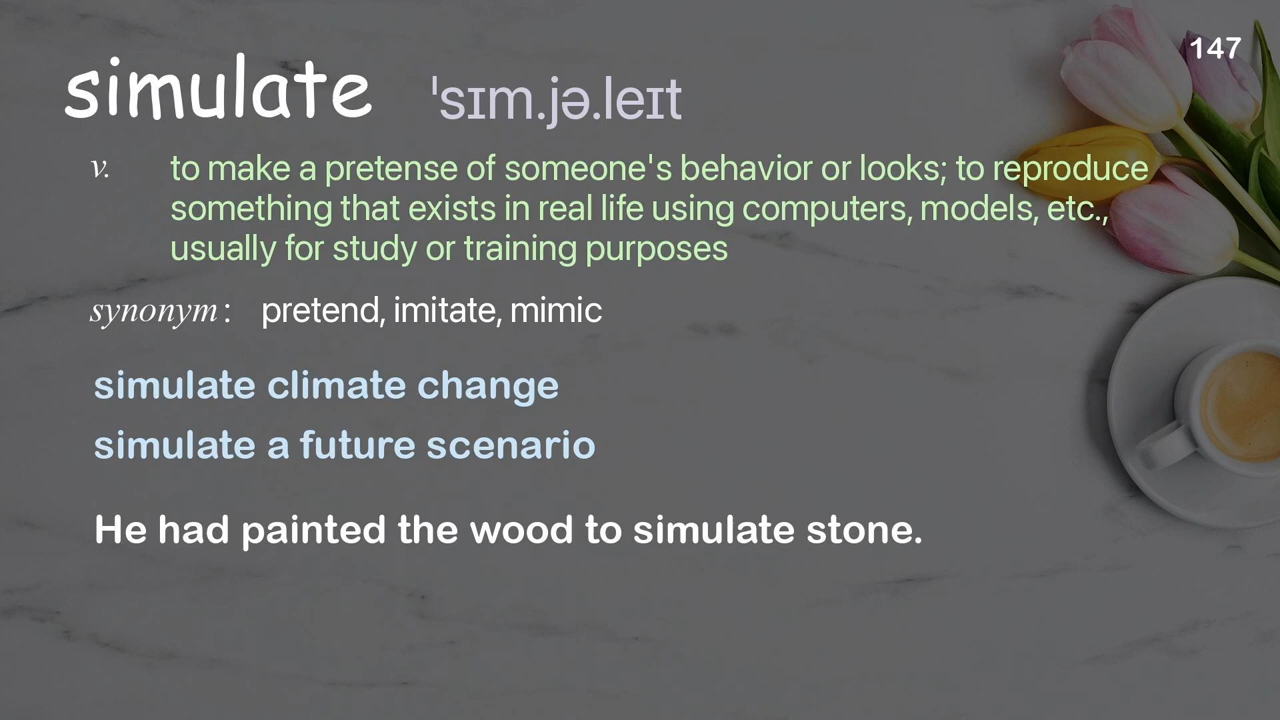 147
simulate ˈsɪm.jə.leɪt
v. to make a pretense of someone's behavior or looks; to reproduce
something that exists in real life using computers, models, etc.,
usually for study or training purposes
synonym: pretend, imitate, mimic
simulate climate change
simulate a future scenario
He had painted the wood to simulate stone.